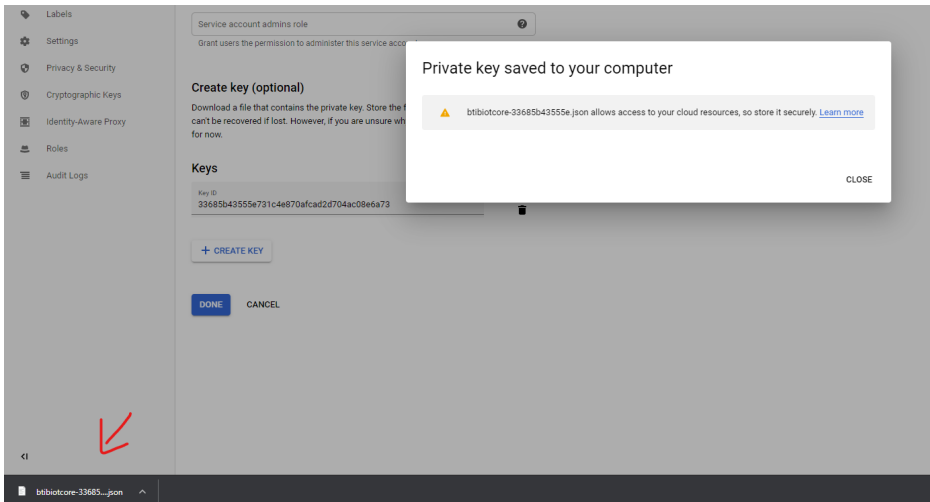 Labels
Settings
Privacy & Security
Cryptographic Keys
Identity-Aware Proxy
Roles
Audit Logs
Service account admins role
Grant users the permission to administer this service
Create key (optional)
Download a file that contains the private key. Store the
can't be recovered if lost. However, if you are unsure
for now.
Keys
Key ID
33685b43555e731c4e870afcad2d704ac08e6a73
+ CREATE KEY
DONE
CANCEL
Private key saved to your computer
btibiotcore-33685b43555e.json allows access to your cloud resources, so store it securely. Learn more
CLOSE
btibiotcore-33685....json